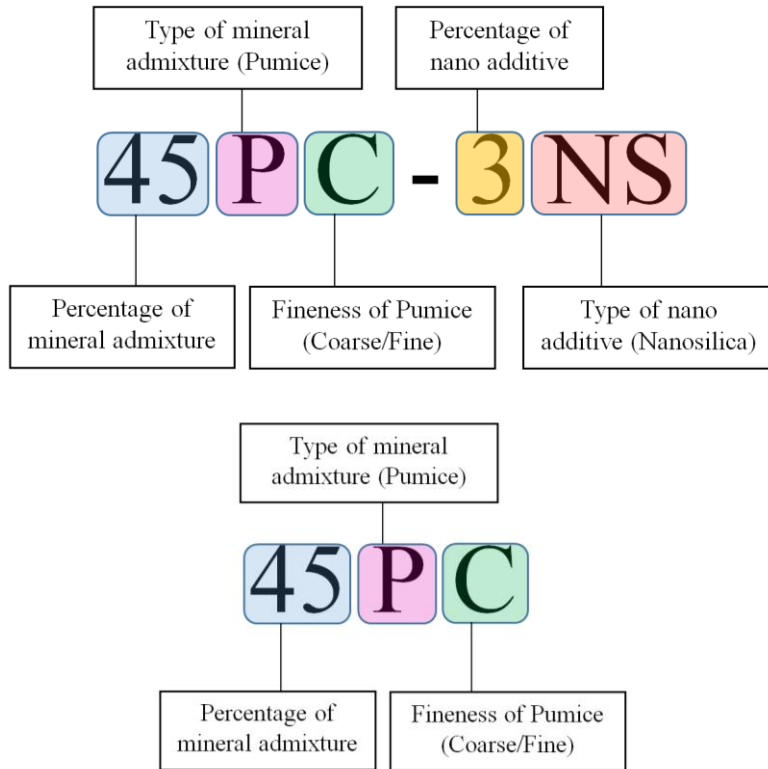 Type of mineral
admixture (Pumice)
Percentage of
nano additive
45 P C - 3 NS
Percentage of
mineral admixture
Fineness of Pumice
(Coarse/Fine)
Type of nano
additive (Nanosilica)
Type of mineral
admixture (Pumice)
45 P C
Percentage of
mineral admixture
Fineness of Pumice
(Coarse/Fine)